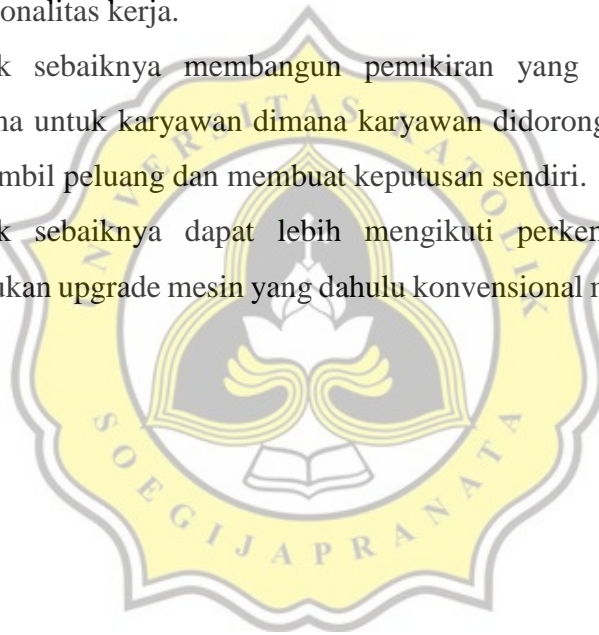 onalitas kerja.
k sebaiknya membangun pemikiran yang
na untuk karyawan dimana karyawan didorong
mbil peluang dan membuat keputusan sendiri.
k sebaiknya dapat lebih mengikuti perke
ukan upgrade mesin yang dahulu konvensional
UNIVERSITAS KATOLIK
SOEGIJAPRANATA